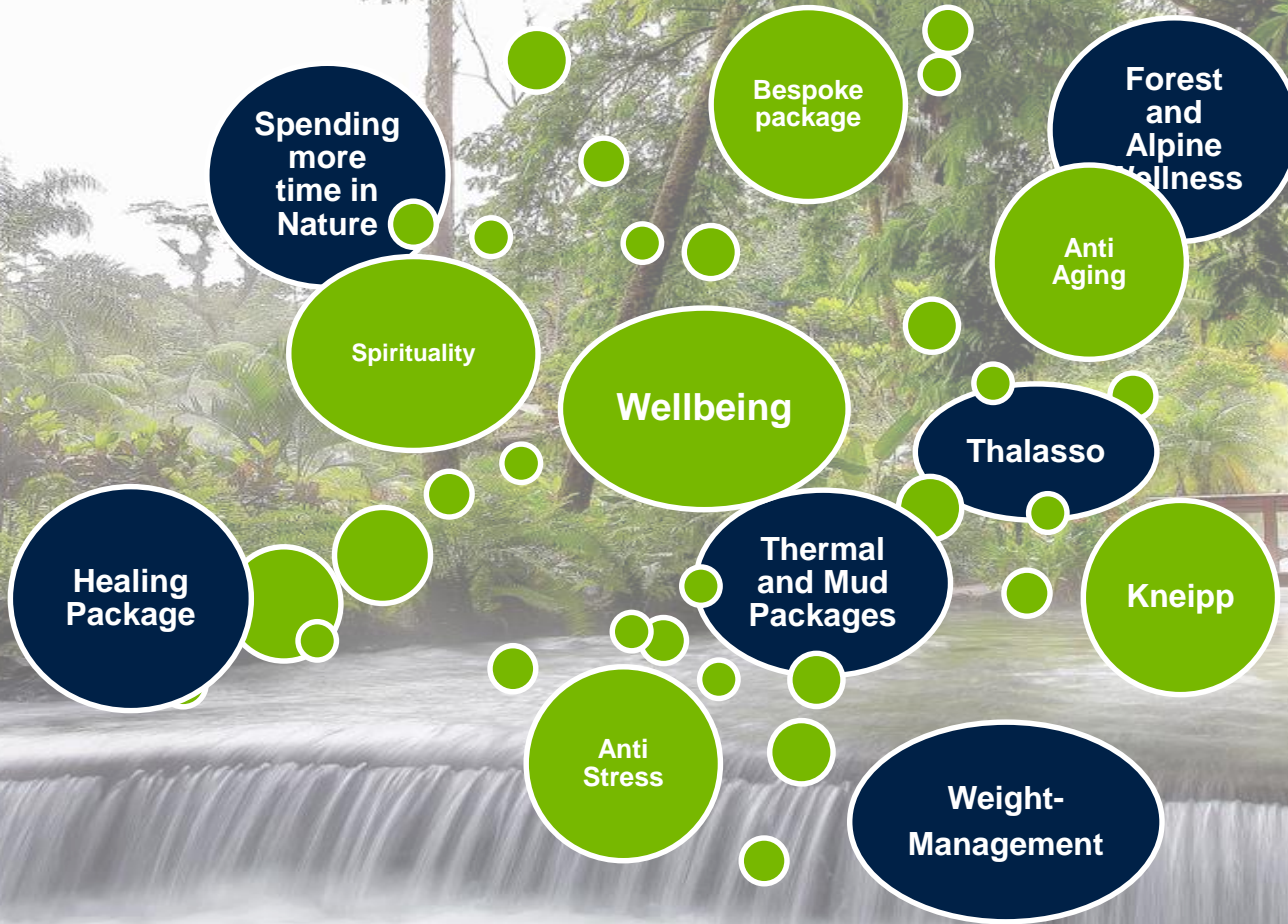 Bespoke
package
Forest
and
Alpine
Wellness
Spending
more
time in
Nature
Anti
Aging
Spirituality
Wellbeing
Thalasso
Thermal
and Mud
Packages
Healing
Package
Kneipp
Anti
Stress
Weight-
Management